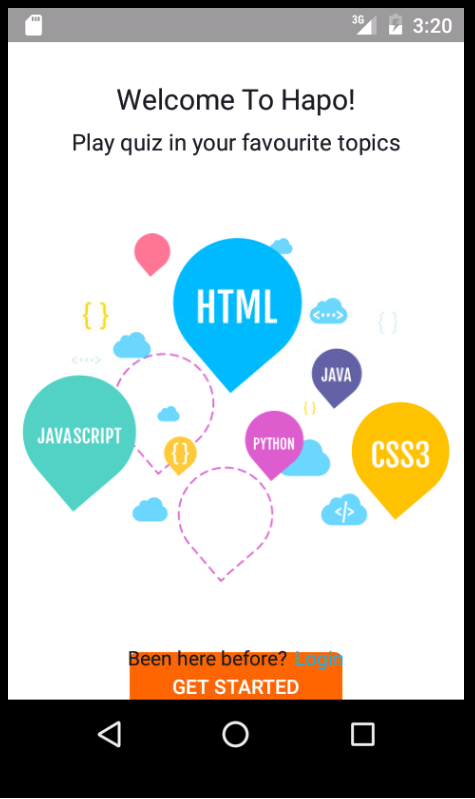 3G 3:20
Welcome To Hapo!
Play quiz in your favourite topics
HTML
{ }
<···>
{ }
<···>
JAVA
{ }
JAVASCRIPT
PYTHON
{ }
CSS3
</>
Been here before? Login
GET STARTED